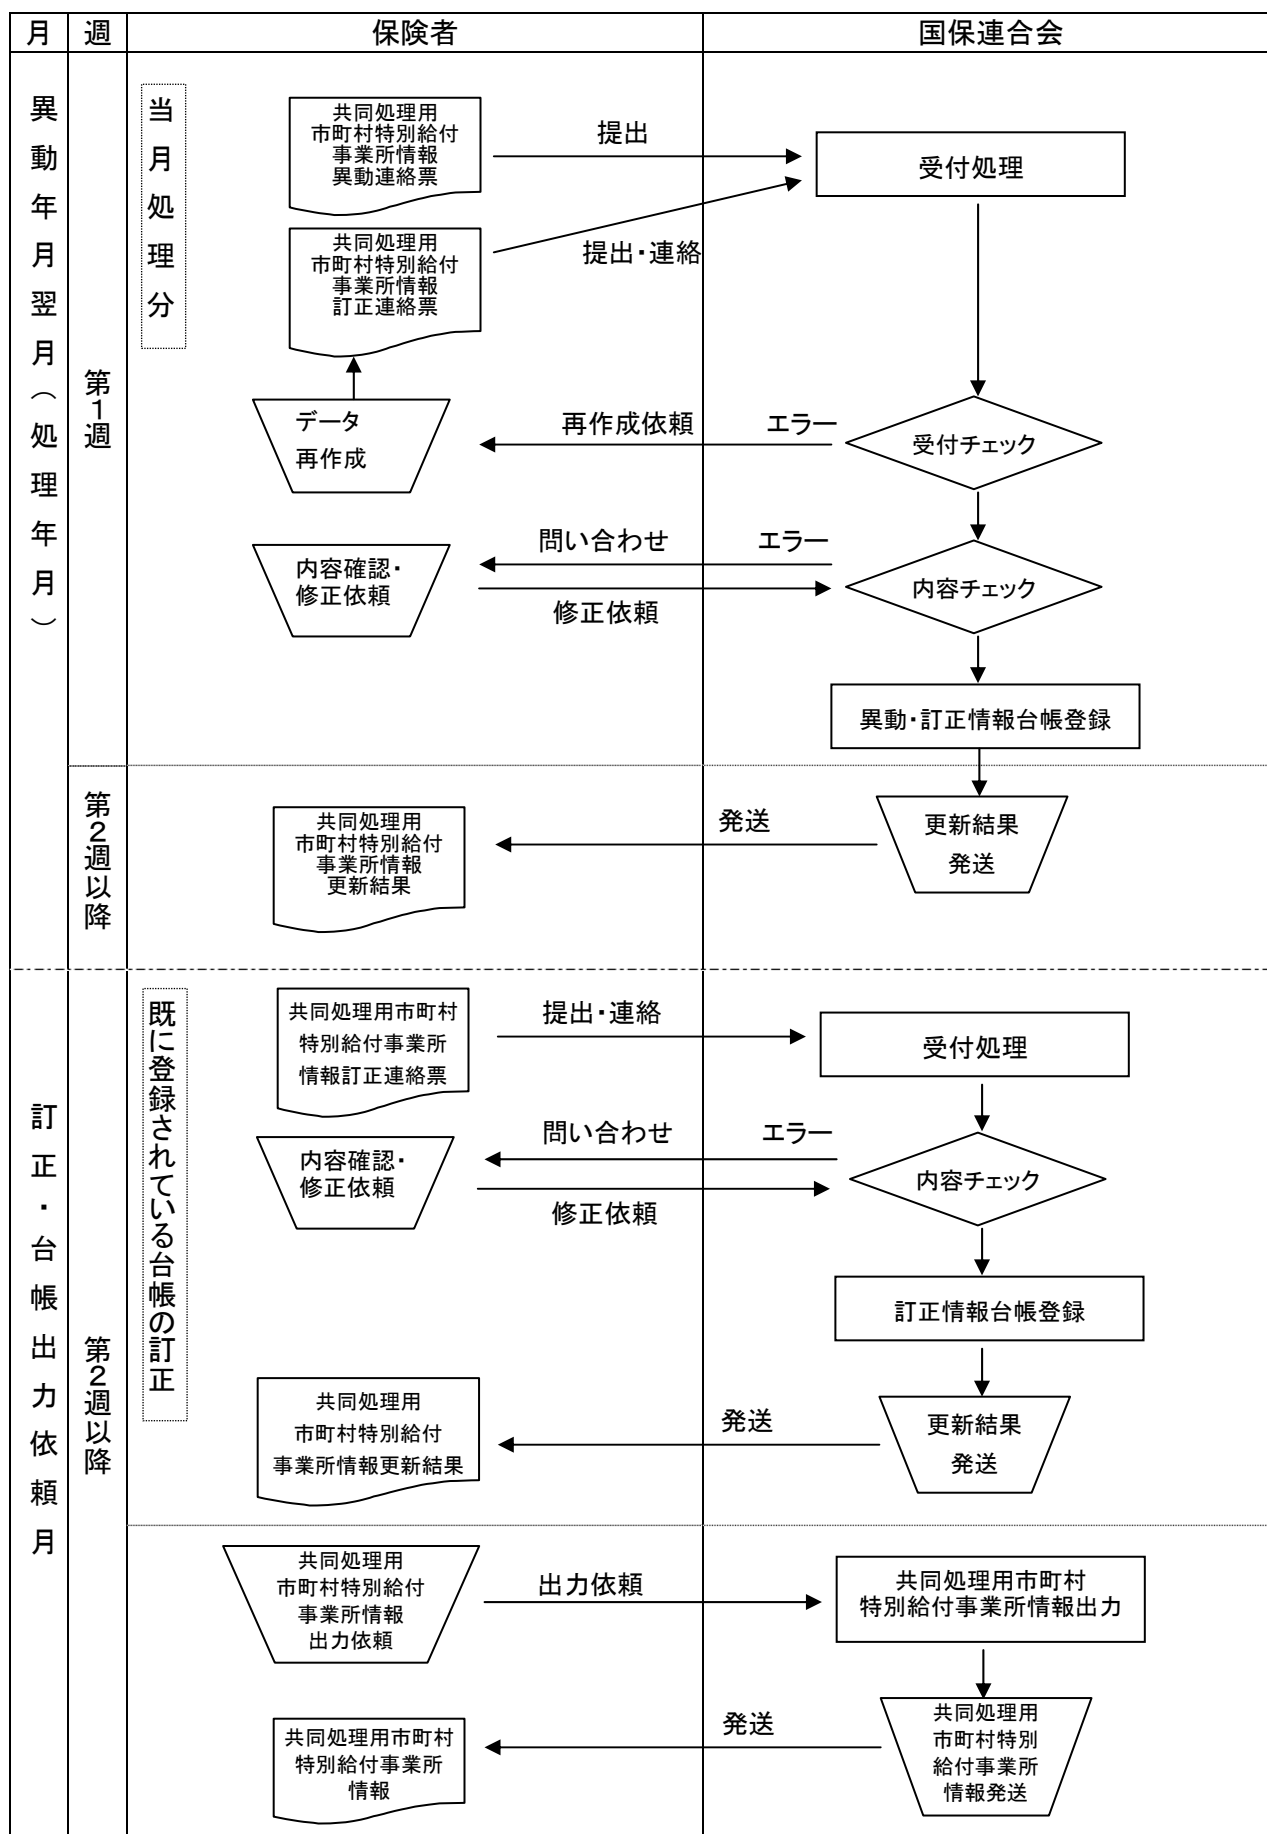 月
週
保険者
国保連合会
異動年月翌月（処理年月）
第1週
当月処理分
共同処理用
市町村特別給付
事業所情報
異動連絡票
提出
受付処理
共同処理用
市町村特別給付
事業所情報
訂正連絡票
提出・連絡
データ
再作成
再作成依頼
エラー
受付チェック
内容確認・
修正依頼
問い合わせ
エラー
修正依頼
内容チェック
異動・訂正情報台帳登録
第2週以降
共同処理用
市町村特別給付
事業所情報
更新結果
発送
更新結果
発送
訂正・台帳出力依頼月
第2週以降
既に登録されている台帳の訂正
共同処理用市町村
特別給付事業所
情報訂正連絡票
提出・連絡
受付処理
内容確認・
修正依頼
問い合わせ
エラー
修正依頼
内容チェック
訂正情報台帳登録
共同処理用
市町村特別給付
事業所情報更新結果
発送
更新結果
発送
共同処理用
市町村特別給付
事業所情報
出力依頼
出力依頼
共同処理用市町村
特別給付事業所情報出力
共同処理用市町村
特別給付事業所
情報
発送
共同処理用
市町村特別
給付事業所
情報発送